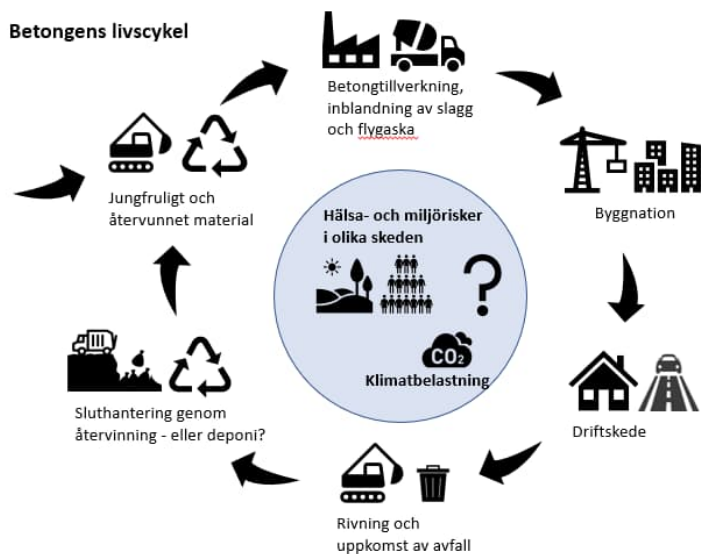 Betongens livscykel
Betongtillverkning,
inblandning av slagg
och flygaska
Jungfruligt och
återvunnet material
Byggnation
Hälsa- och miljörisker
i olika skeden
?
CO2
Klimatbelastning
Sluthantering genom
återvinning - eller deponi?
Driftskede
Rivning och
uppkomst av avfall